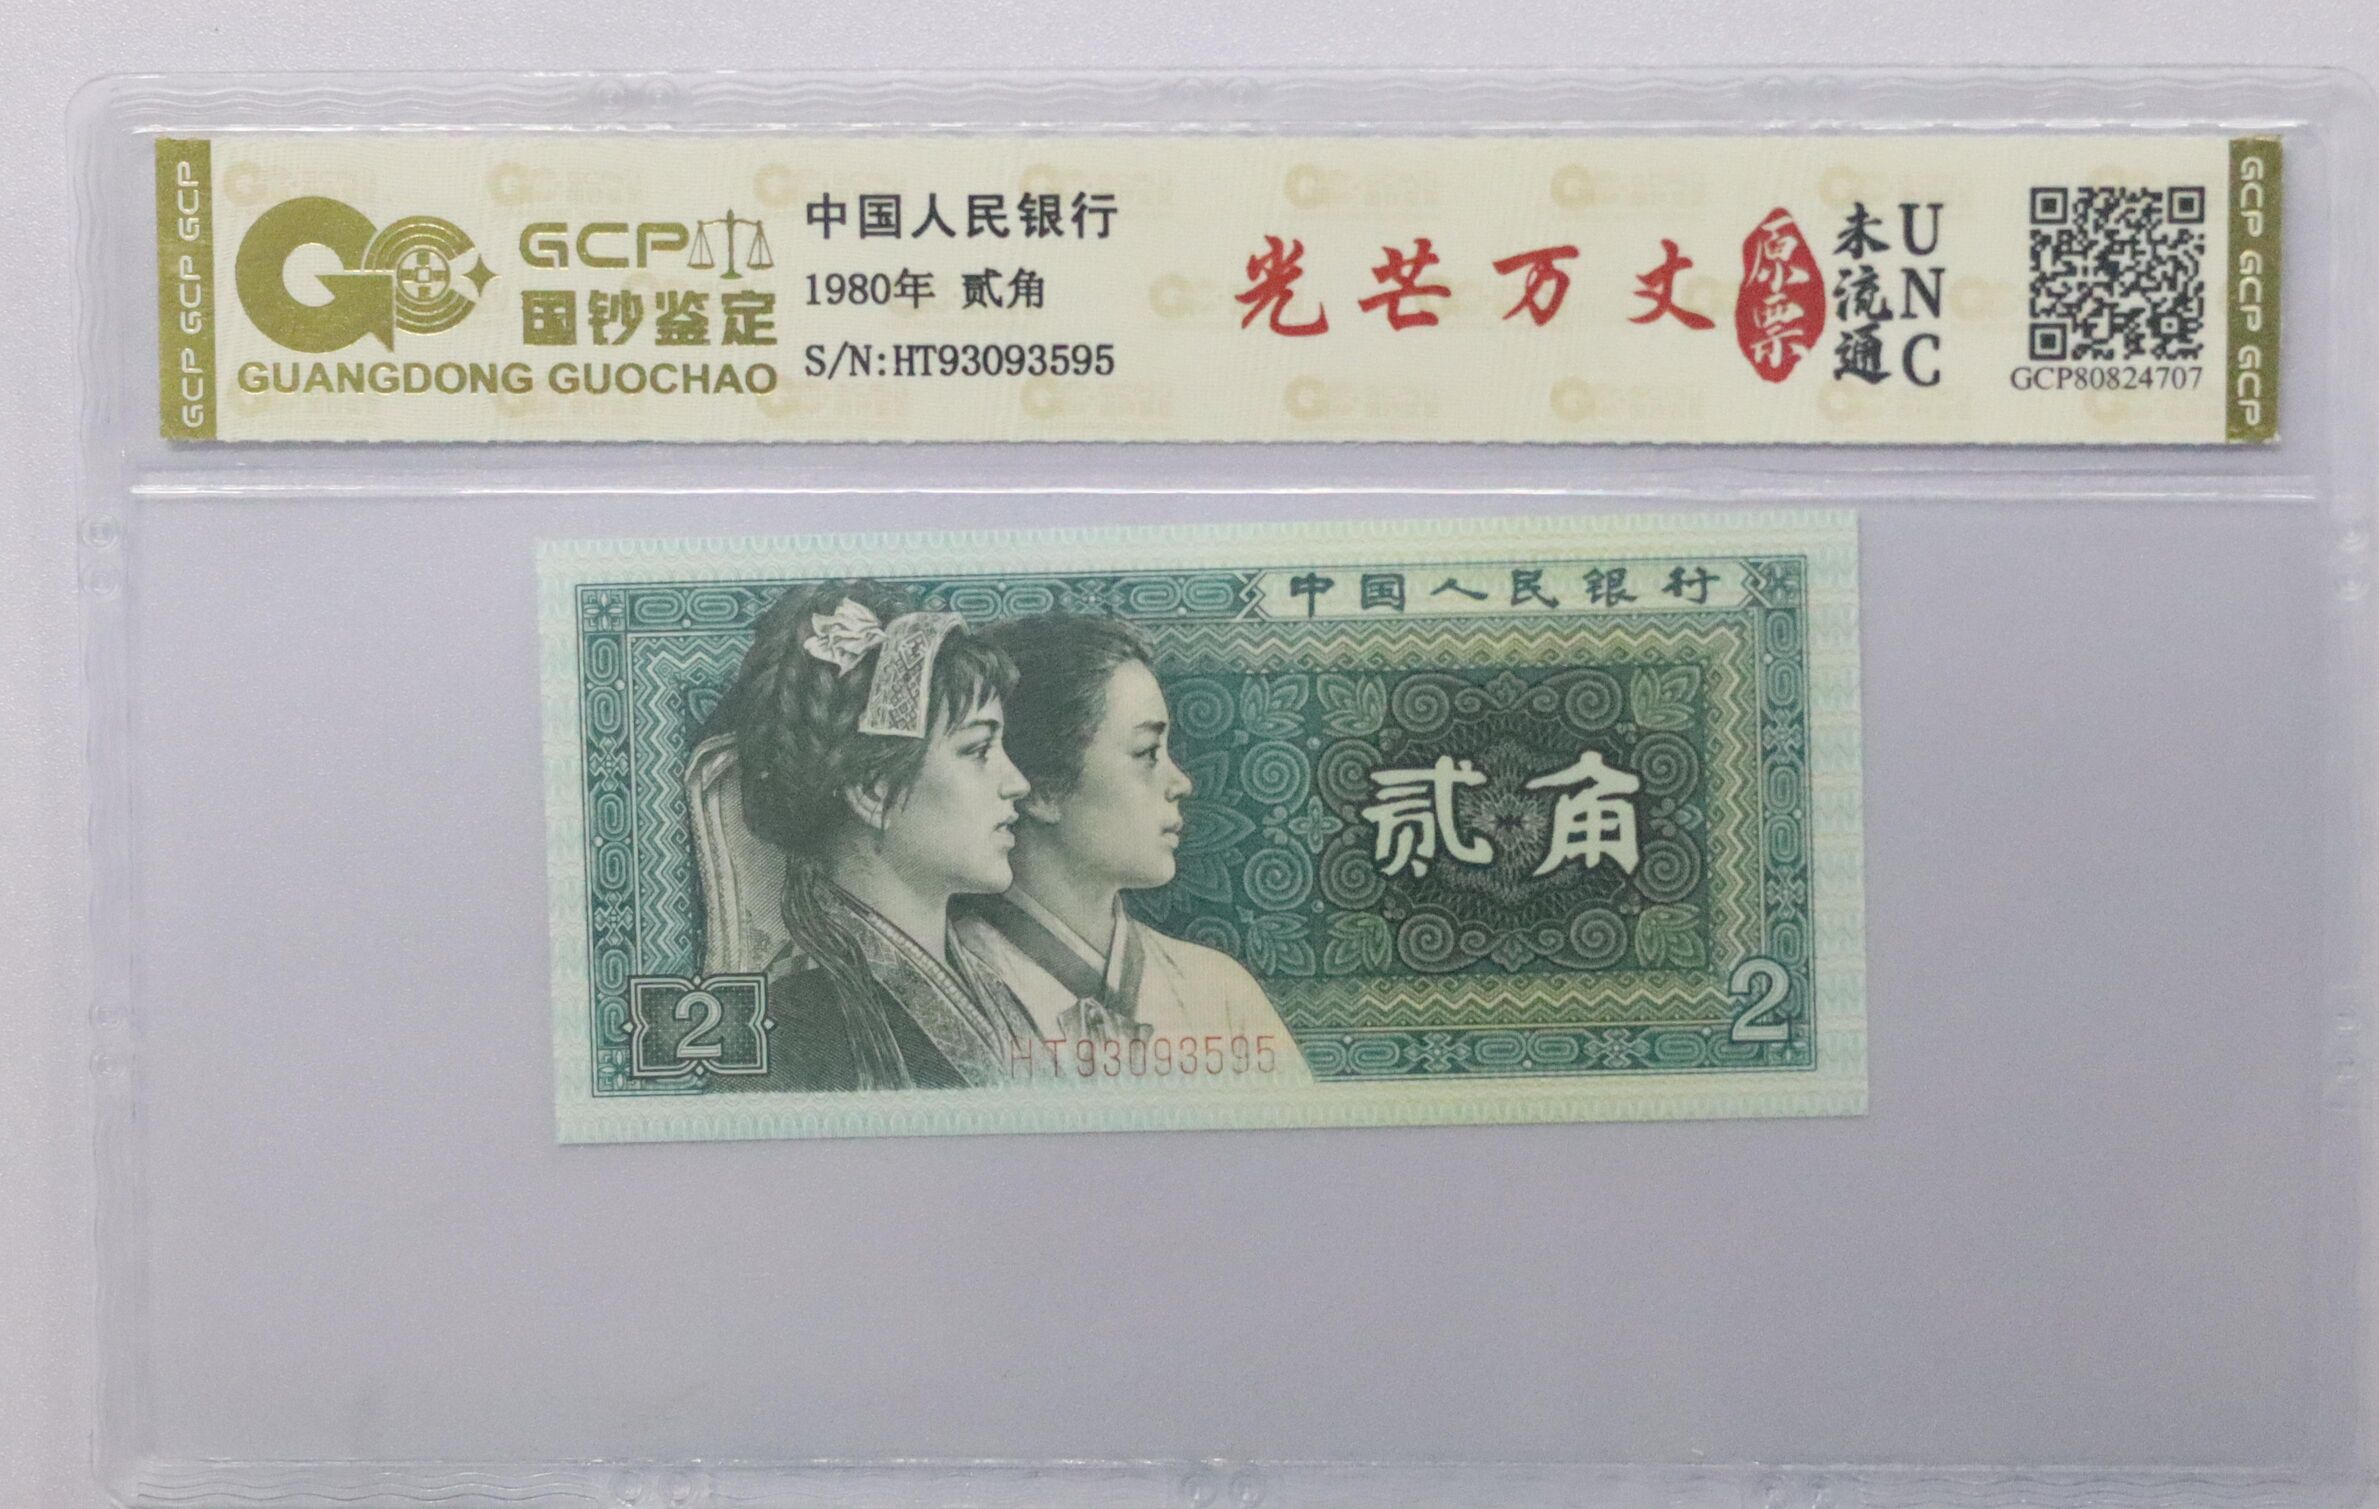 GCP GCP GCP
GCP
国钞鉴定
GUANGDONG GUOCHAO
中国人民银行
1980年 贰角
S/N:HT93093595
光芒万丈
原票
未流通
UNC
GCP80824707
GCP GCP GCP
中国人民银行
贰角
2
2
HT93093595